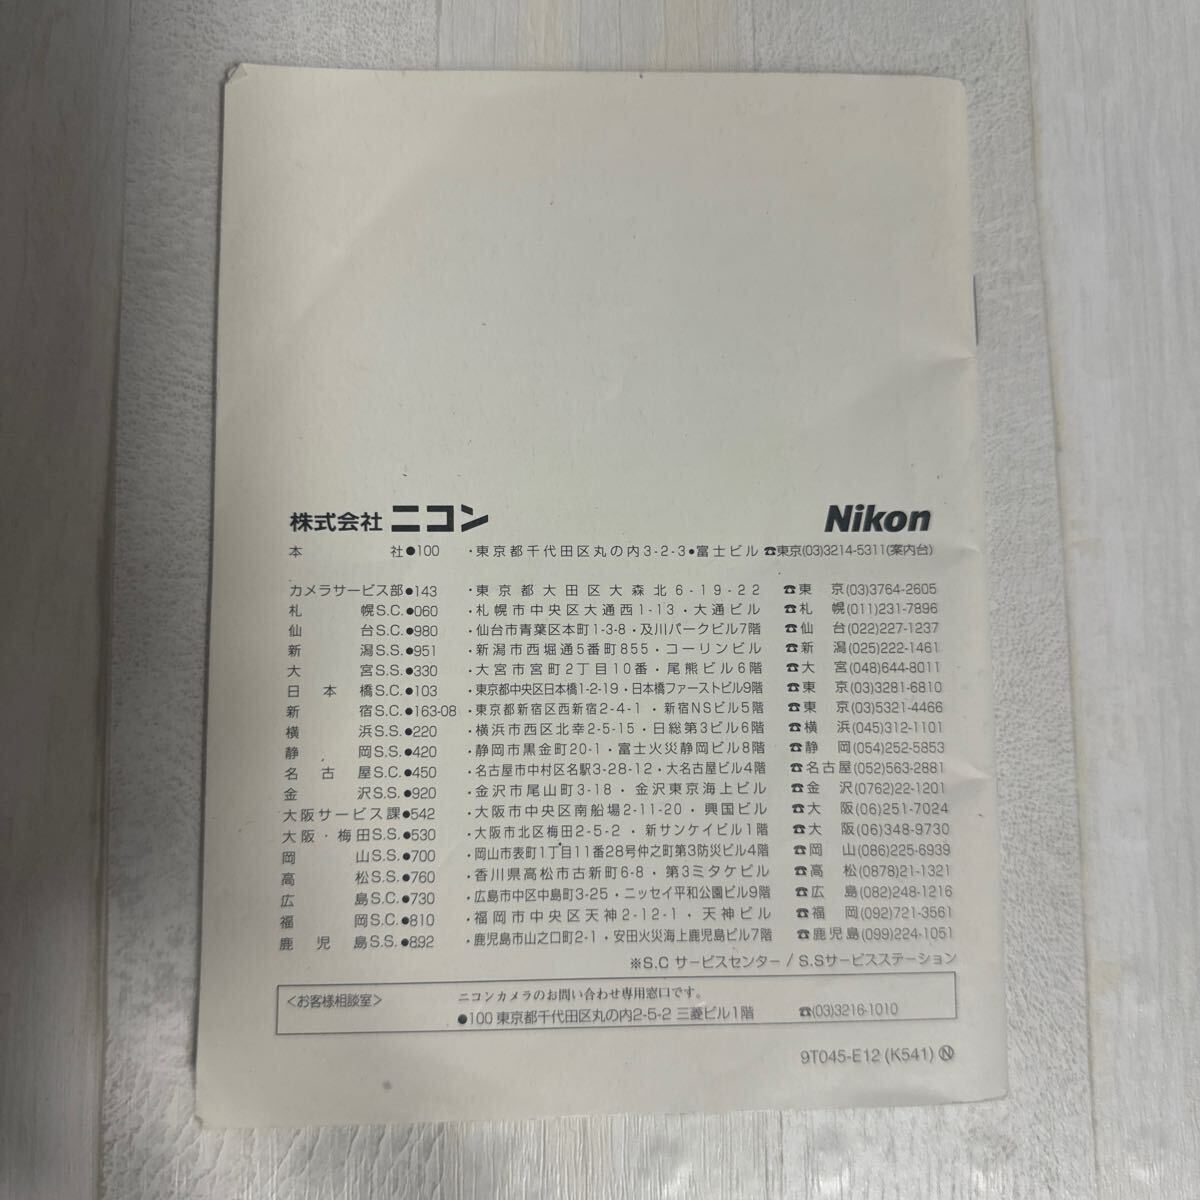 株式会社 ニコン Nikon
本社●100 ・東京都千代田区丸の内3-2-3●富士ビル ☎東京(03)3214-5311(案内台)
カメラサービス部●143 ・東京都大田区大森北6-19-22 ☎東京(03)3764-2605
札幌S.C.●060 ・札幌市中央区大通西1-13・大通ビル ☎札幌(011)231-7896
仙台S.C.●980 ・仙台市青葉区本町1-3-8・及川パークビル7階 ☎仙台(022)227-1237
新潟S.S.●951 ・新潟市西堀通5番町855・コーリンビル ☎新潟(025)222-1461
大宮S.S.●330 ・大宮市宮町2丁目10番・尾熊ビル6階 ☎大宮(048)644-8011
日本橋S.C.●103 ・東京都中央区日本橋1-2-19・日本橋ファーストビル9階 ☎東京(03)3281-6810
新宿S.C.●163-08 ・東京都新宿区西新宿2-4-1・新宿NSビル5階 ☎東京(03)5321-4466
横浜S.S.●220 ・横浜市西区北幸2-5-15・日総第3ビル6階 ☎横浜(045)312-1101
静岡S.S.●420 ・静岡市黒金町20-1・富士火災静岡ビル8階 ☎静岡(054)252-5853
名古屋S.C.●450 ・名古屋市中村区名駅3-28-12・大名古屋ビル4階 ☎名古屋(052)563-2881
金沢S.S.●920 ・金沢市尾山町3-18・金沢東京海上ビル ☎金沢(0762)22-1201
大阪サービス課●542 ・大阪市中央区南船場2-11-20・興国ビル ☎大阪(06)251-7024
大阪・梅田S.S.●530 ・大阪市北区梅田2-5-2・新サンケイビル1階 ☎大阪(06)348-9730
岡山S.S.●700 ・岡山市表町1丁目11番28号仲之町第3防災ビル4階 ☎岡山(086)225-6939
高松S.S.●760 ・香川県高松市古新町6-8・第3ミタケビル ☎高松(0878)21-1321
広島S.C.●730 ・広島市中区中島町3-25・ニッセイ平和公園ビル9階 ☎広島(082)248-1216
福岡S.C.●810 ・福岡市中央区天神2-12-1・天神ビル ☎福岡(092)721-3561
鹿児島S.S.●892 ・鹿児島市山之口町2-1・安田火災海上鹿児島ビル7階 ☎鹿児島(099)224-1051
※S.C サービスセンター / S.Sサービスステーション
<お客様相談室> ニコンカメラのお問い合わせ専用窓口です。
●100 東京都千代田区丸の内2-5-2 三菱ビル1階 ☎(03)3216-1010
9T045-E12 (K541) Ⓝ